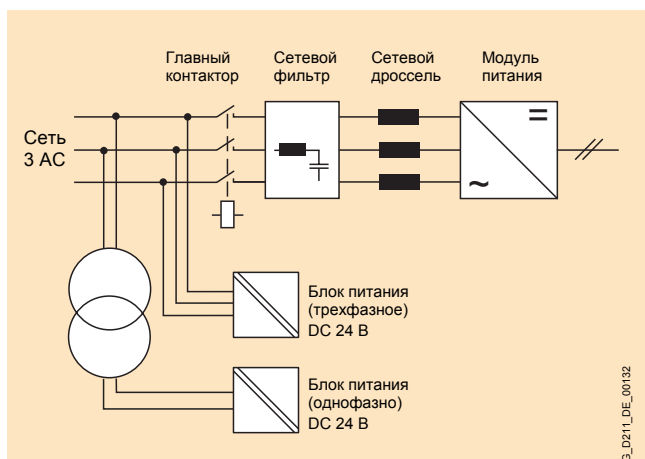 Главный
контактор
Сетевой
фильтр
Сетевой
дроссель
Модуль
питания
Сеть
3 AC
=
~
Блок питания
(трехфазное)
DC 24 В
Блок питания
(однофазно)
DC 24 В
G_D211_DE_00132